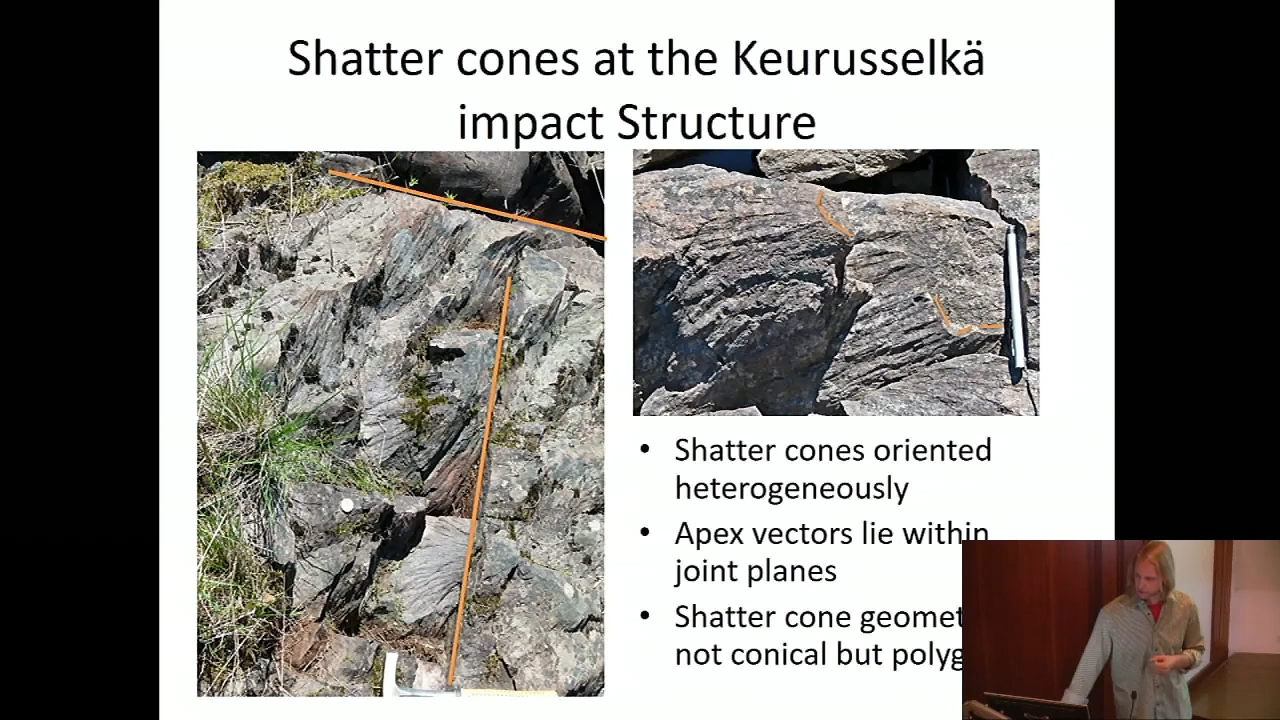 Shatter cones at the Keurusselkä
impact Structure
• Shatter cones oriented
heterogeneously
• Apex vectors lie within
joint planes
• Shatter cone geomet
not conical but polyg